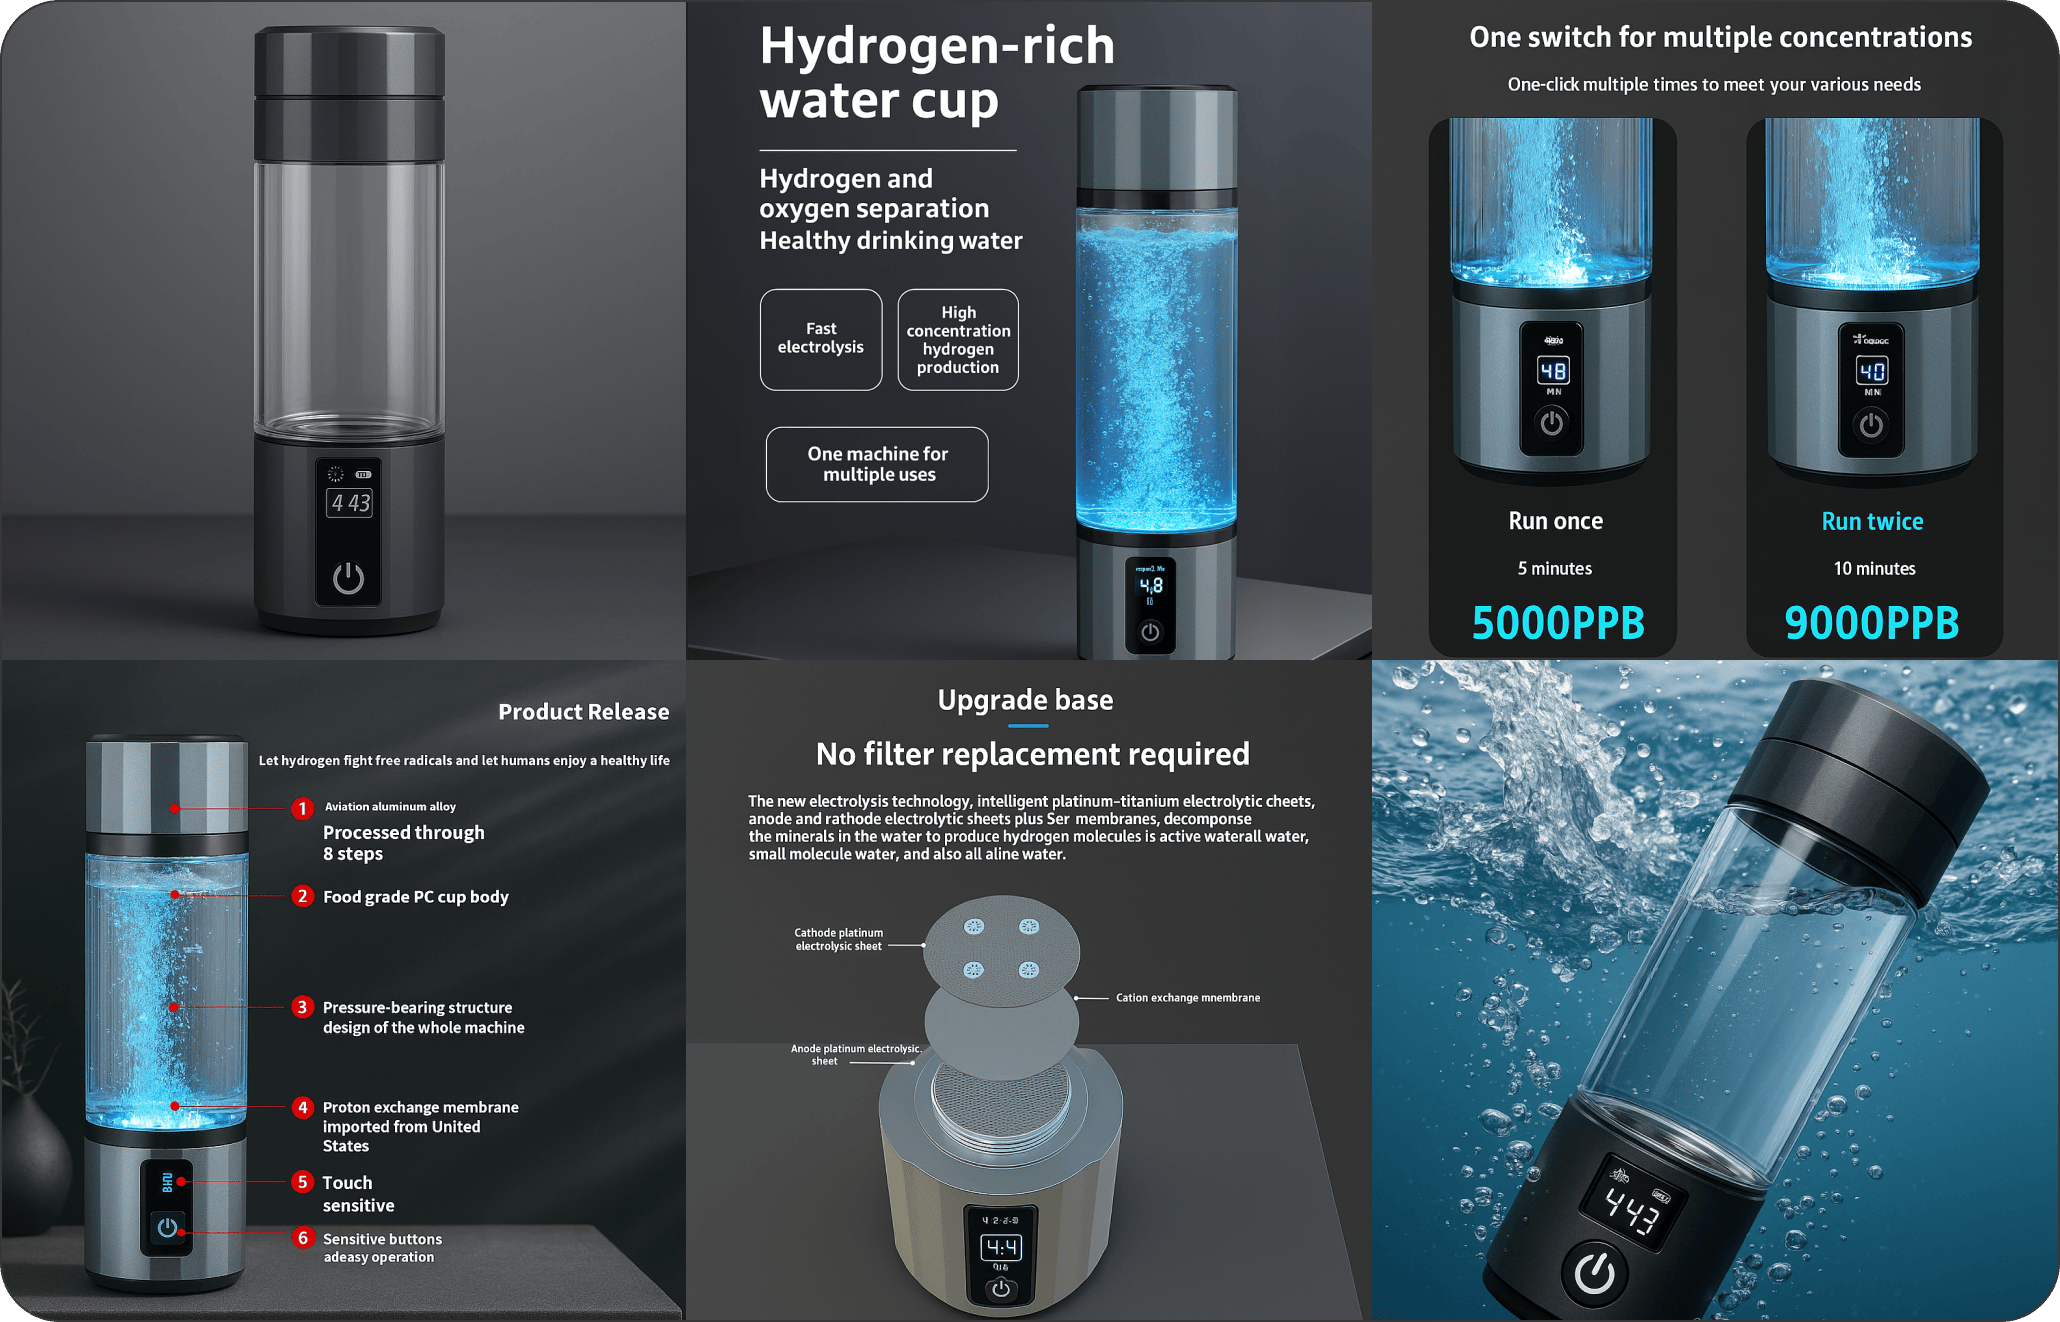 4 43
Hydrogen-rich
water cup
Hydrogen and
oxygen separation
Healthy drinking water
Fast
electrolysis
High
concentration
hydrogen
production
One machine for
multiple uses
4,8
One switch for multiple concentrations
One-click multiple times to meet your various needs
48
MN
Run once
5 minutes
5000PPB
40
MN
Run twice
10 minutes
9000PPB
Product Release
Let hydrogen fight free radicals and let humans enjoy a healthy life
1 Aviation aluminum alloy
Processed through
8 steps
2 Food grade PC cup body
3 Pressure-bearing structure
design of the whole machine
4 Proton exchange membrane
imported from United
States
5 Touch
sensitive
6 Sensitive buttons
adeasy operation
Upgrade base
No filter replacement required
The new electrolysis technology, intelligent platinum-titanium electrolytic cheets,
anode and rathode electrolytic sheets plus Ser membranes, decomponse
the minerals in the water to produce hydrogen molecules is active waterall water,
small molecule water, and also all aline water.
Cathode platinum
electrolysic sheet
Cation exchange mnembrane
Anode platinum electrolysic.
sheet
4:4
443